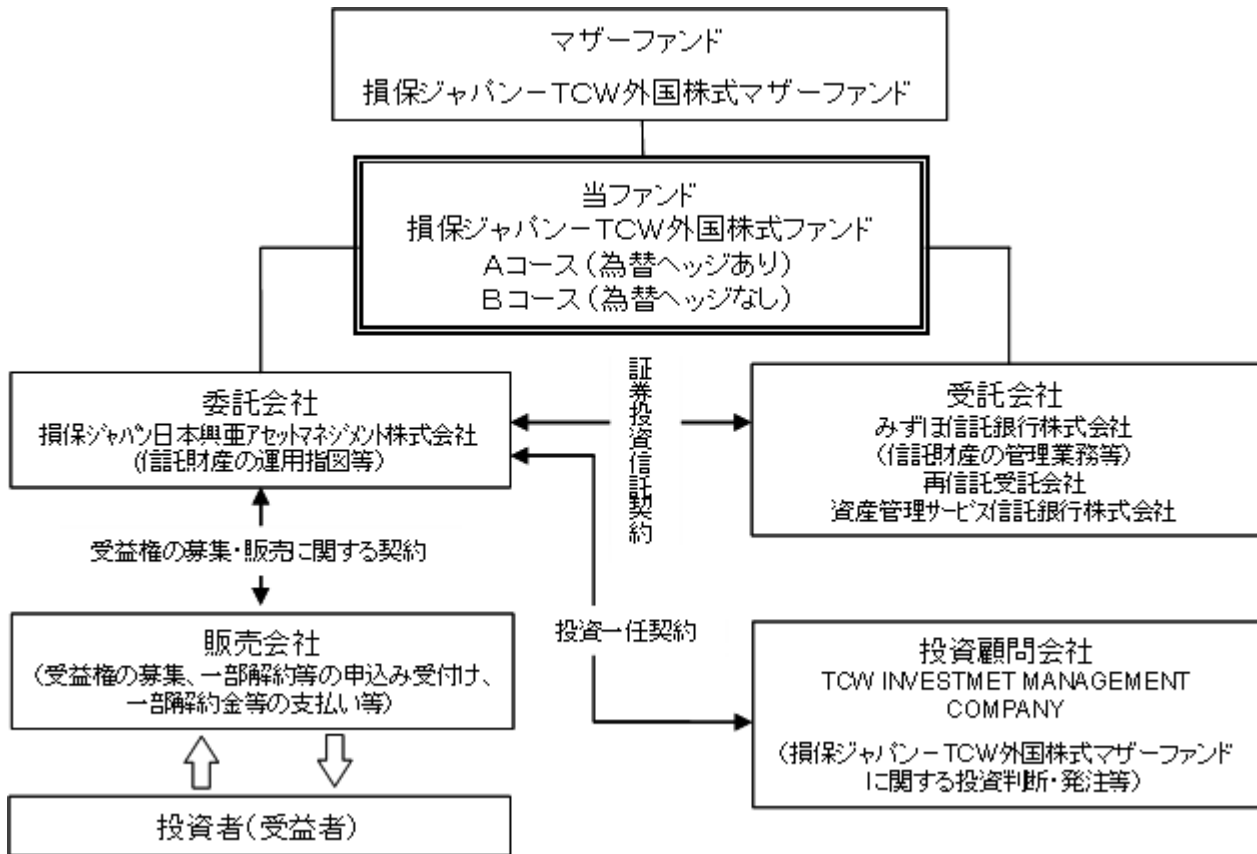 マザーファンド
損保ジャパン－TCW外国株式マザーファンド
当ファンド
損保ジャパン－TCW外国株式ファンド
Aコース（為替ヘッジあり）
Bコース（為替ヘッジなし）
委託会社
損保ジャパン日本興亜アセットマネジメント株式会社
(信託財産の運用指図等)
証券投資信託契約
受託会社
みずほ信託銀行株式会社
(信託財産の管理業務等)
再信託受託会社
資産管理サービス信託銀行株式会社
受益権の募集・販売に関する契約
投資一任契約
販売会社
(受益権の募集、一部解約等の申込み受付け、
一部解約金等の支払い等)
投資顧問会社
TCW INVESTMET MANAGEMENT
COMPANY
(損保ジャパン－TCW外国株式マザーファンド
に関する投資判断・発注等)
投資者(受益者)